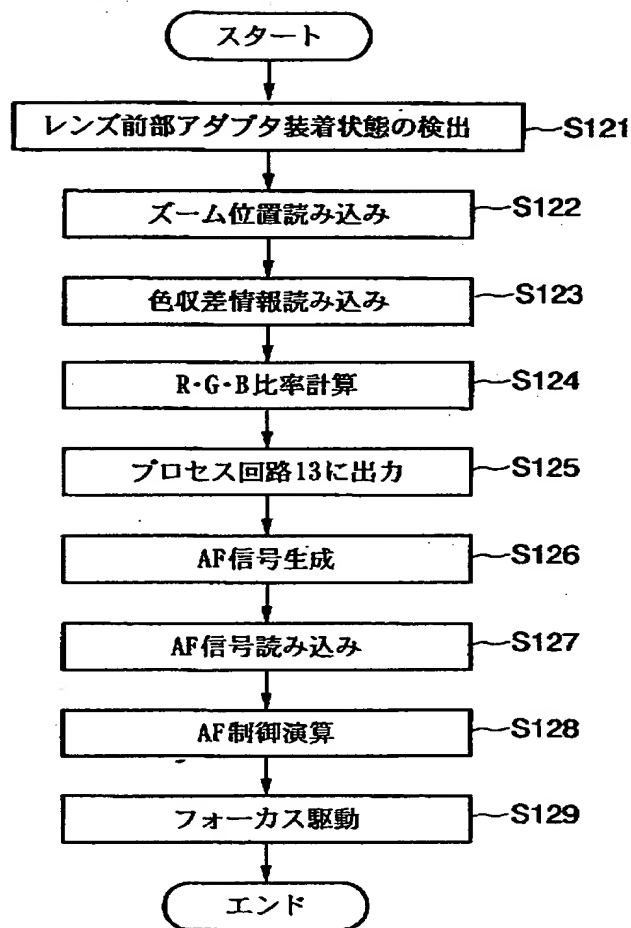 スタート
レンズ前部アダプタ装着状態の検出 S121
ズーム位置読み込み S122
色収差情報読み込み S123
R・G・B比率計算 S124
プロセス回路13に出力 S125
AF信号生成 S126
AF信号読み込み S127
AF制御演算 S128
フォーカス駆動 S129
エンド